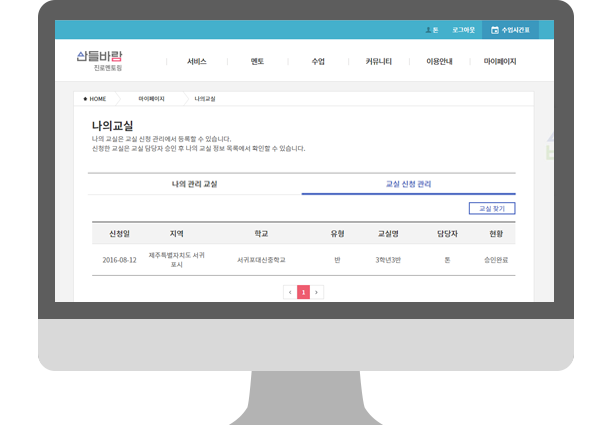 톤 로그아웃 수업시간표
산들바람
진로멘토링
서비스 멘토 수업 커뮤니티 이용안내 마이페이지
HOME 마이페이지 나의교실
나의교실
나의 교실은 교실 신청 관리에서 등록할 수 있습니다.
신청한 교실은 교실 담당자 승인 후 나의 교실 정보 목록에서 확인할 수 있습니다.
나의 관리 교실 교실 신청 관리
교실 찾기
신청일 지역 학교 유형 교실명 담당자 현황
2016-08-12 제주특별자치도 서귀포시 서귀포대신중학교 반 3학년3반 톤 승인완료
‹ 1 ›